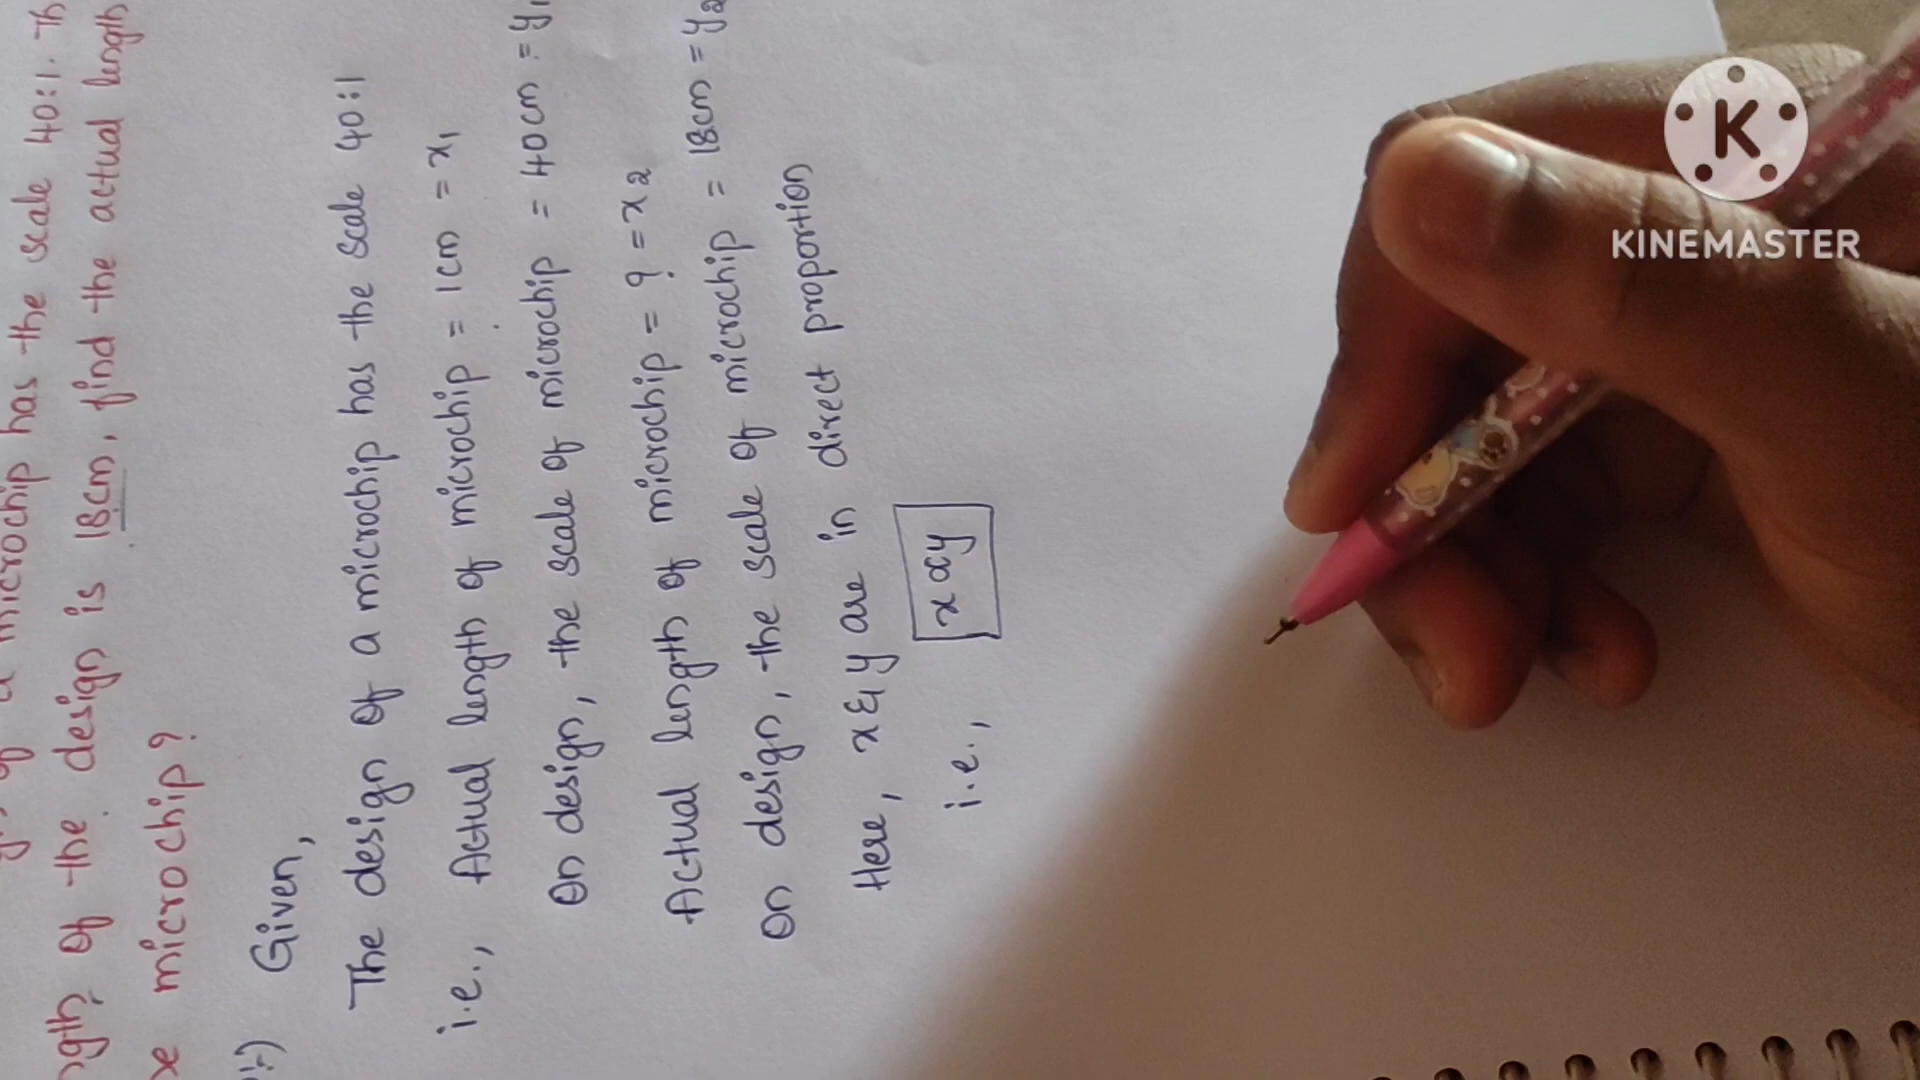 microchip has the scale 40:1. Th
of the design is 18cm, find the actual length
microchip?
Given,
The design of a microchip has the scale 40:1
i.e., Actual length of microchip = 1cm = x1
On design, the scale of microchip = 40cm = y1
Actual length of microchip = ? = x2
On design, the scale of microchip = 18cm = y2
Here, x & y are in direct proportion
i.e., x ∝ y
K
KINEMASTER